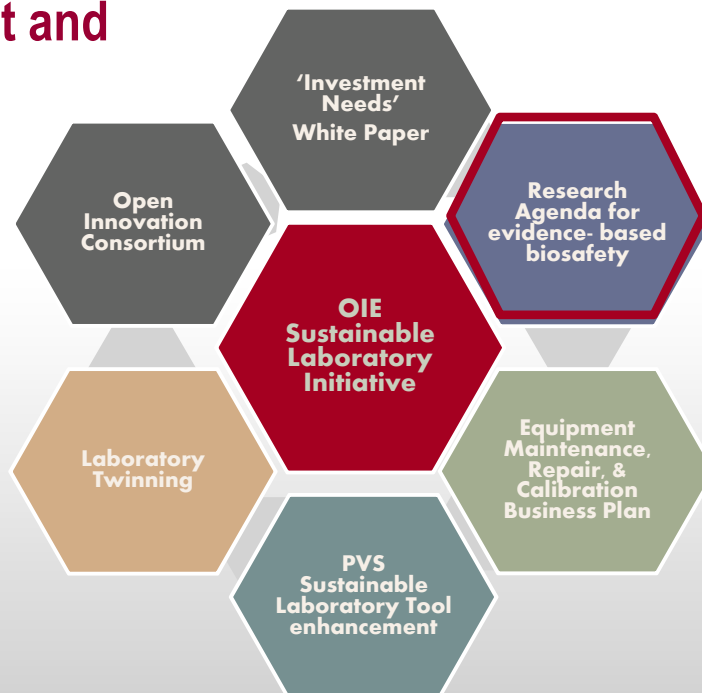 t and
‘Investment
Needs’
White Paper
Open
Innovation
Consortium
Research
Agenda for
evidence- based
biosafety
OIE
Sustainable
Laboratory
Initiative
Laboratory
Twinning
Equipment
Maintenance,
Repair, &
Calibration
Business Plan
PVS
Sustainable
Laboratory Tool
enhancement